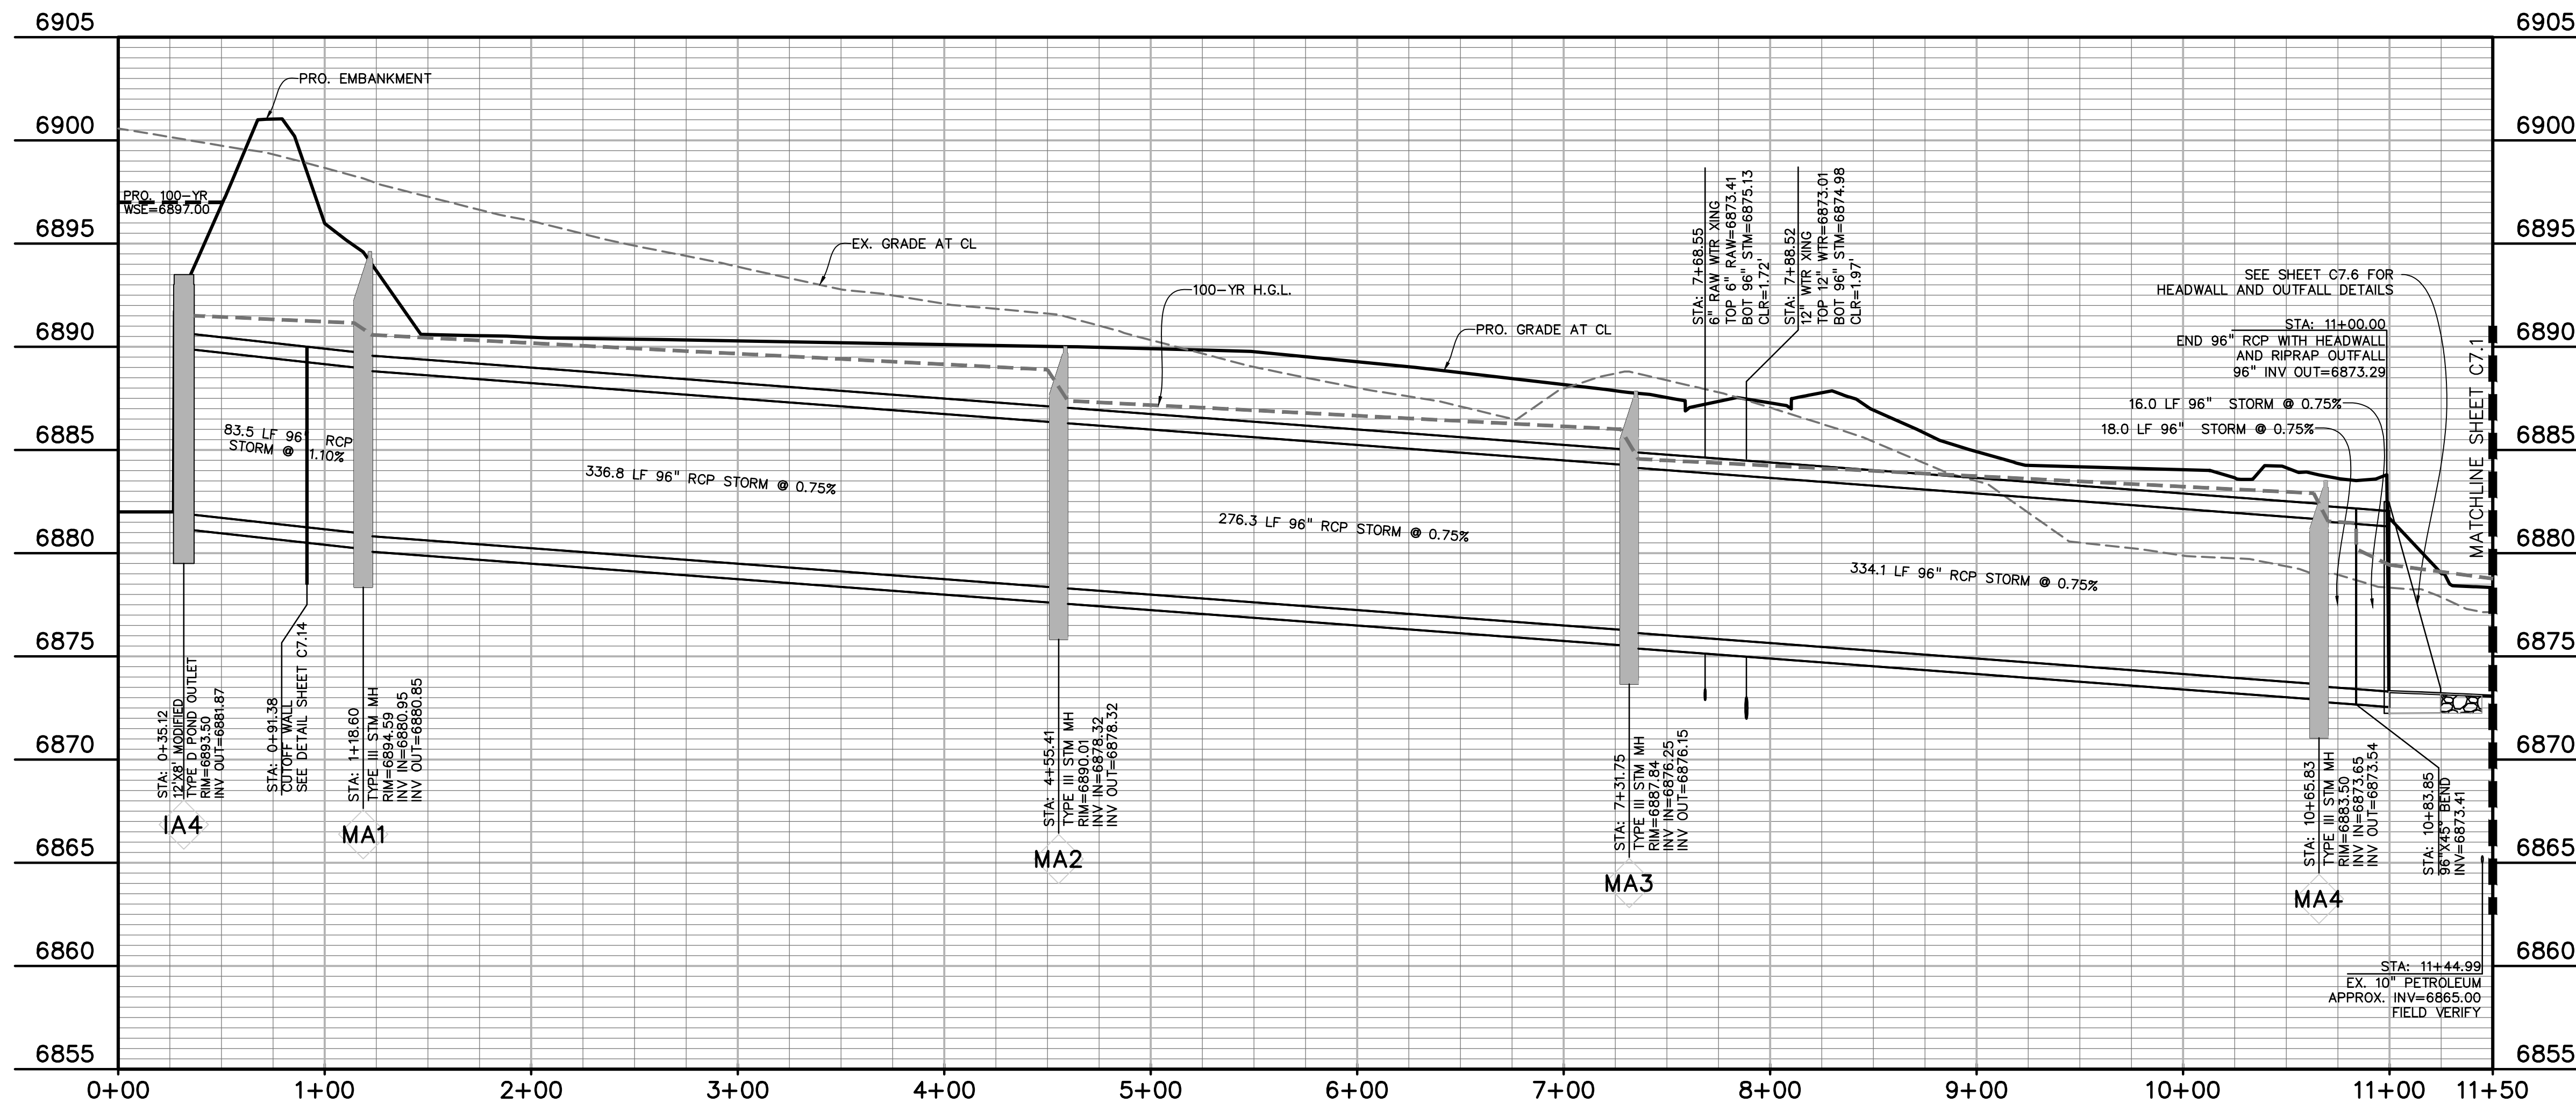 6905
6905
PRO. EMBANKMENT
6900
6900
PRO. 100-YR
WSE=6897.00
6895
6895
EX. GRADE AT CL
100-YR H.G.L.
PRO. GRADE AT CL
STA: 7+68.55
6" RAW WTR XING
TOP 6" RAW=6873.41
BOT 96" STM=6875.13
CLR=1.72'
STA: 7+88.52
12" WTR XING
TOP 12" WTR=6873.01
BOT 96" STM=6874.98
CLR=1.97'
SEE SHEET C7.6 FOR
HEADWALL AND OUTFALL DETAILS
STA: 11+00.00
END 96" RCP WITH HEADWALL
AND RIPRAP OUTFALL
96" INV OUT=6873.29
16.0 LF 96" STORM @ 0.75%
18.0 LF 96" STORM @ 0.75%
MATCHLINE SHEET C7.1
6890
6890
6885
6885
83.5 LF 96" RCP
STORM @ 1.10%
336.8 LF 96" RCP STORM @ 0.75%
276.3 LF 96" RCP STORM @ 0.75%
334.1 LF 96" RCP STORM @ 0.75%
6880
6880
6875
6875
STA: 0+35.12
12'X8' MODIFIED
TYPE D POND OUTLET
RIM=6893.50
INV OUT=6881.87
IA4
STA: 0+91.38
CUTOFF WALL
SEE DETAIL SHEET C7.14
STA: 1+18.60
TYPE III STM MH
RIM=6894.59
INV IN=6880.95
INV OUT=6880.85
MA1
STA: 4+55.41
TYPE III STM MH
RIM=6890.01
INV IN=6878.32
INV OUT=6878.32
MA2
STA: 7+31.75
TYPE III STM MH
RIM=6887.84
INV IN=6876.25
INV OUT=6876.15
MA3
STA: 10+65.83
TYPE III STM MH
RIM=6883.50
INV IN=6873.65
INV OUT=6873.54
MA4
STA: 10+83.85
96"X45° BEND
INV=6873.41
6870
6870
6865
6865
6860
6860
STA: 11+44.99
EX. 10" PETROLEUM
APPROX. INV=6865.00
FIELD VERIFY
6855
6855
0+00
1+00
2+00
3+00
4+00
5+00
6+00
7+00
8+00
9+00
10+00
11+00
11+50